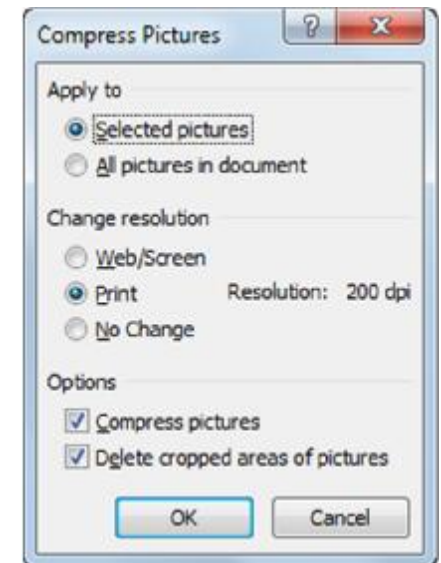 Compress Pictures
Apply to
Selected pictures
All pictures in document
Change resolution
Web/Screen
Print Resolution: 200 dpi
No Change
Options
Compress pictures
Delete cropped areas of pictures
OK Cancel